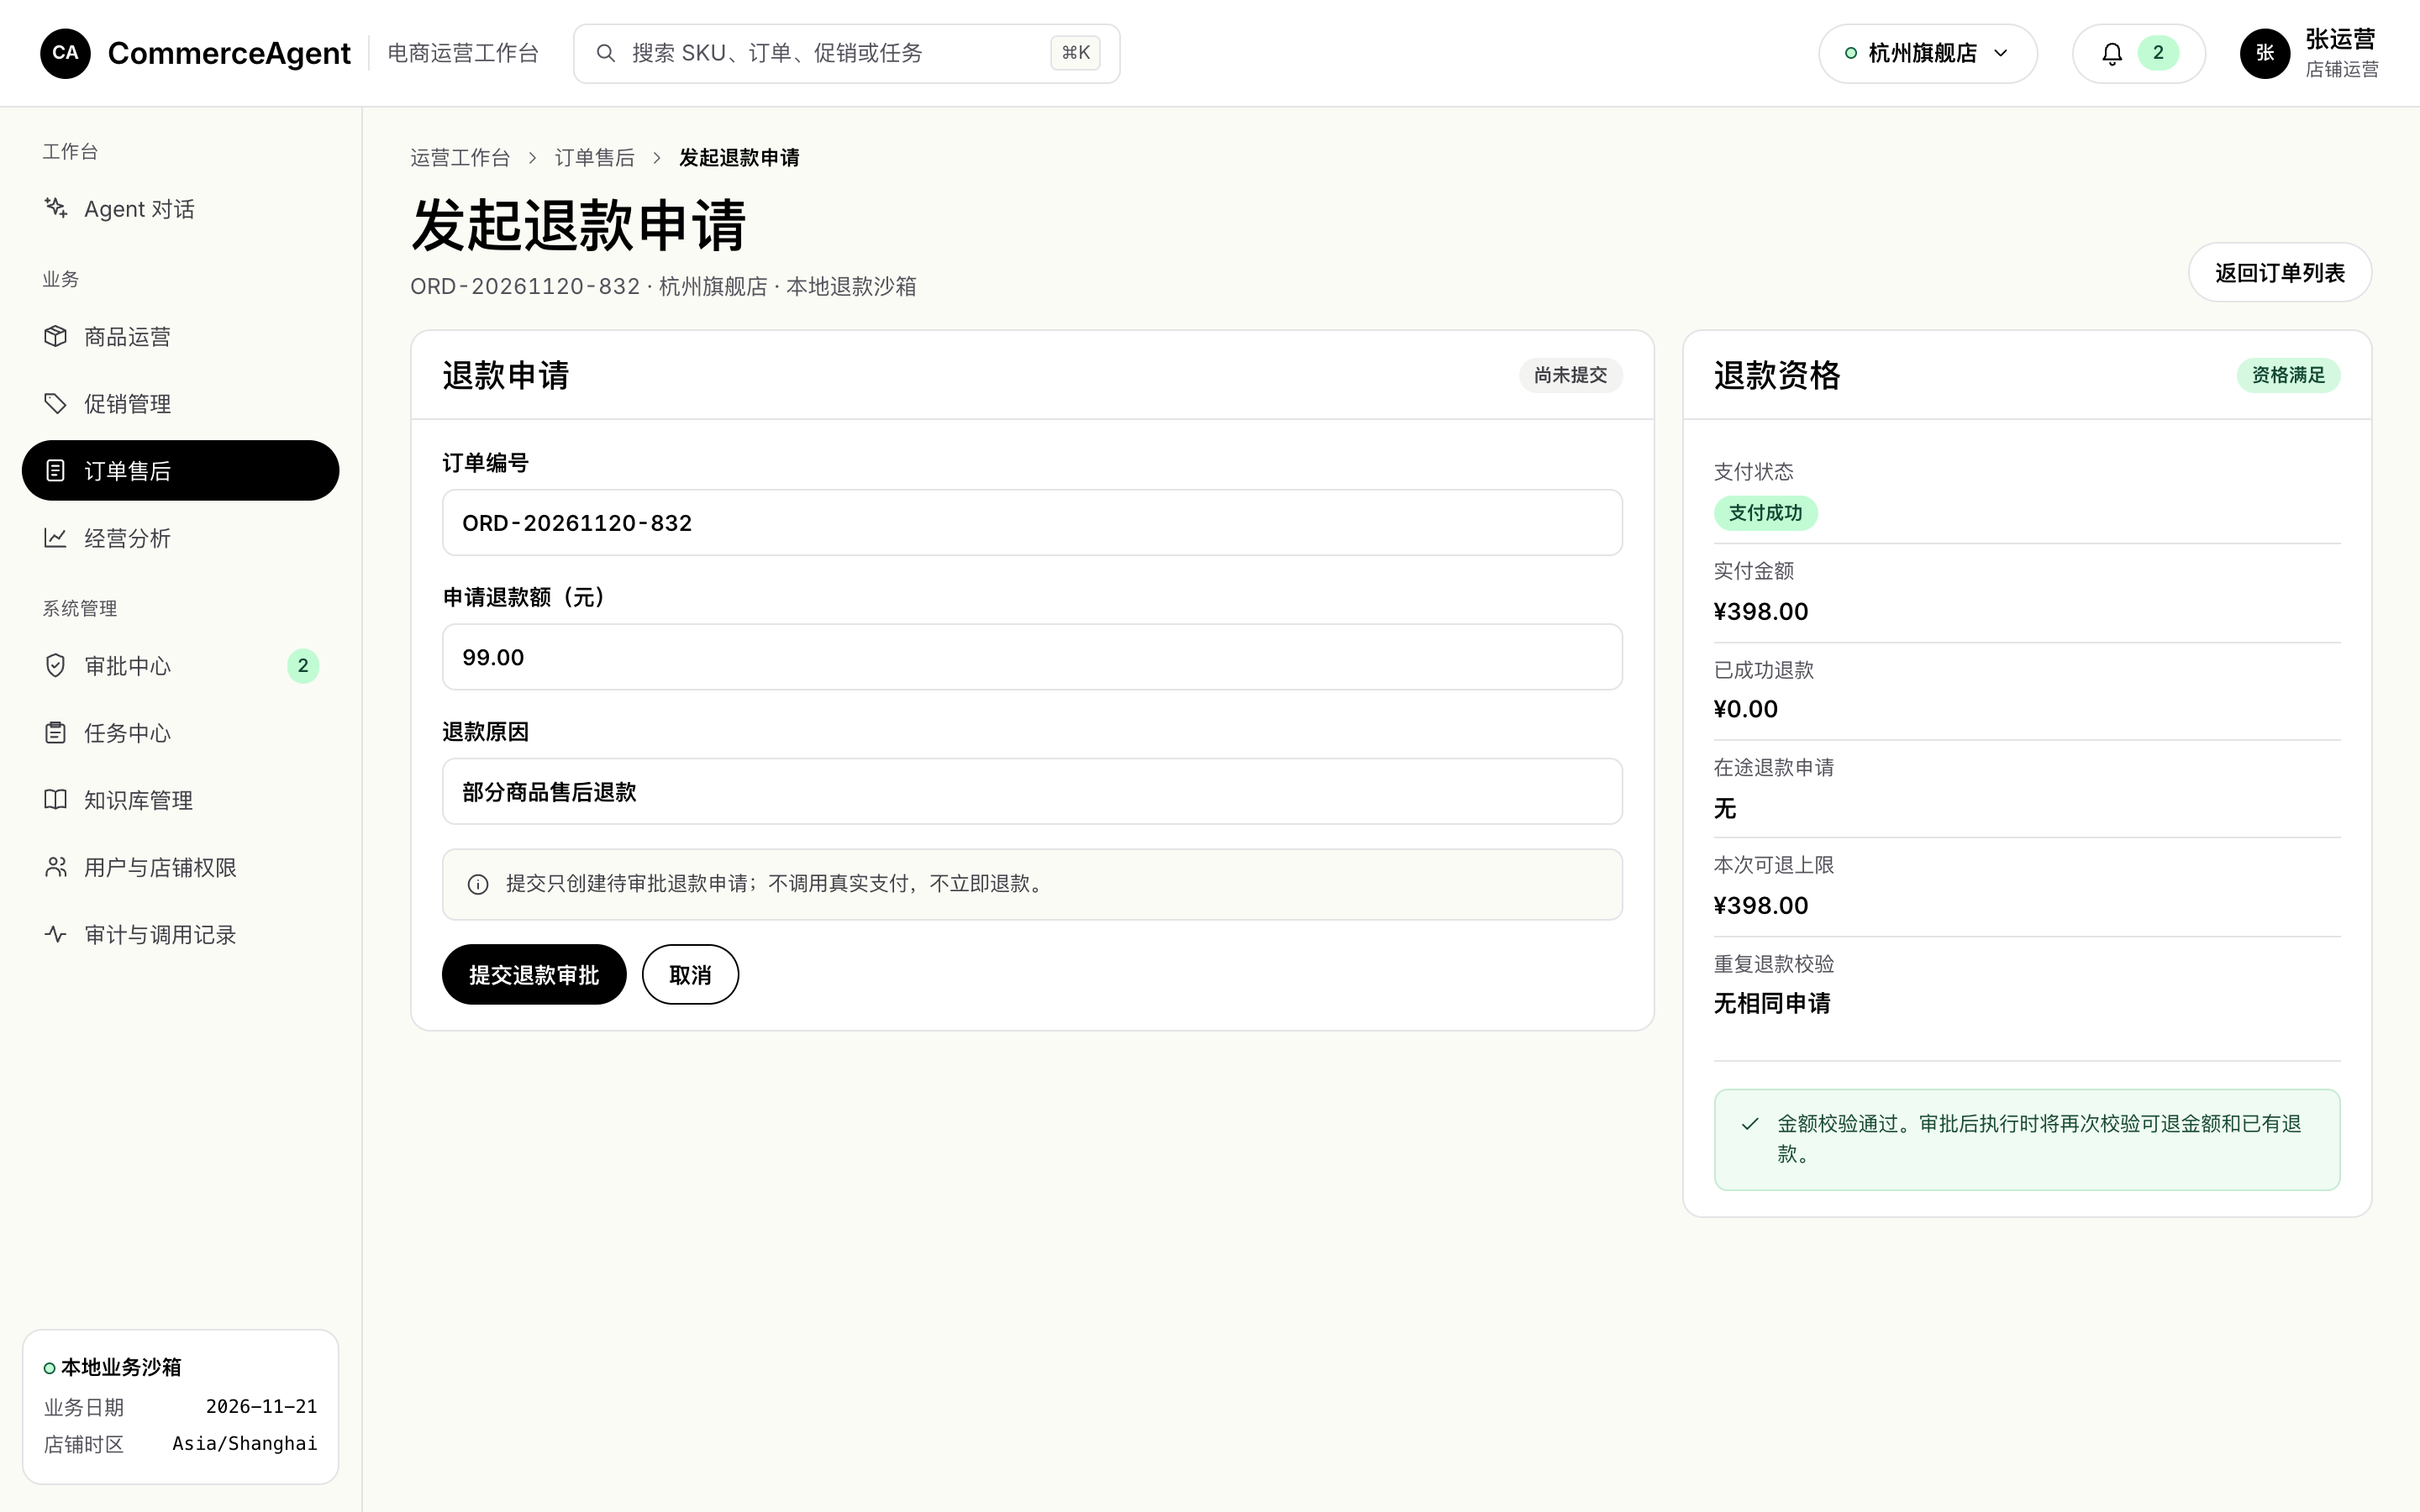 CA
CommerceAgent
电商运营工作台
搜索 SKU、订单、促销或任务
⌘K
杭州旗舰店
2
张
张运营
店铺运营
工作台
Agent 对话
业务
商品运营
促销管理
订单售后
经营分析
系统管理
审批中心
2
任务中心
知识库管理
用户与店铺权限
审计与调用记录
本地业务沙箱
业务日期 2026-11-21
店铺时区 Asia/Shanghai
运营工作台 > 订单售后 > 发起退款申请
发起退款申请
ORD-20261120-832 · 杭州旗舰店 · 本地退款沙箱
返回订单列表
退款申请
尚未提交
订单编号
ORD-20261120-832
申请退款额（元）
99.00
退款原因
部分商品售后退款
提交只创建待审批退款申请；不调用真实支付，不立即退款。
提交退款审批
取消
退款资格
资格满足
支付状态
支付成功
实付金额
¥398.00
已成功退款
¥0.00
在途退款申请
无
本次可退上限
¥398.00
重复退款校验
无相同申请
金额校验通过。审批后执行时将再次校验可退金额和已有退
款。